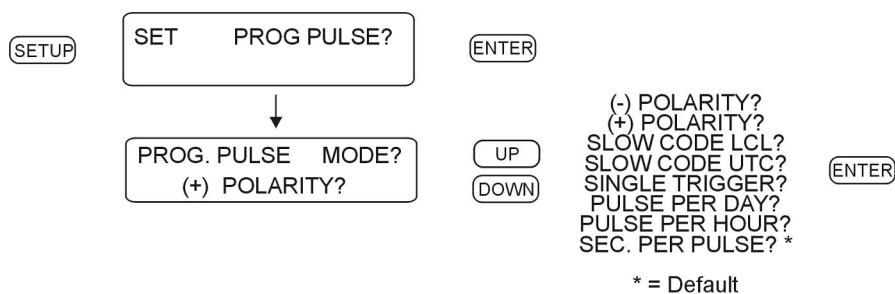 SETUP
SET PROG PULSE?
ENTER
PROG. PULSE MODE?
(+) POLARITY?
UP
DOWN
(-) POLARITY?
(+) POLARITY?
SLOW CODE LCL?
SLOW CODE UTC?
SINGLE TRIGGER?
PULSE PER DAY?
PULSE PER HOUR?
SEC. PER PULSE? *
ENTER
* = Default